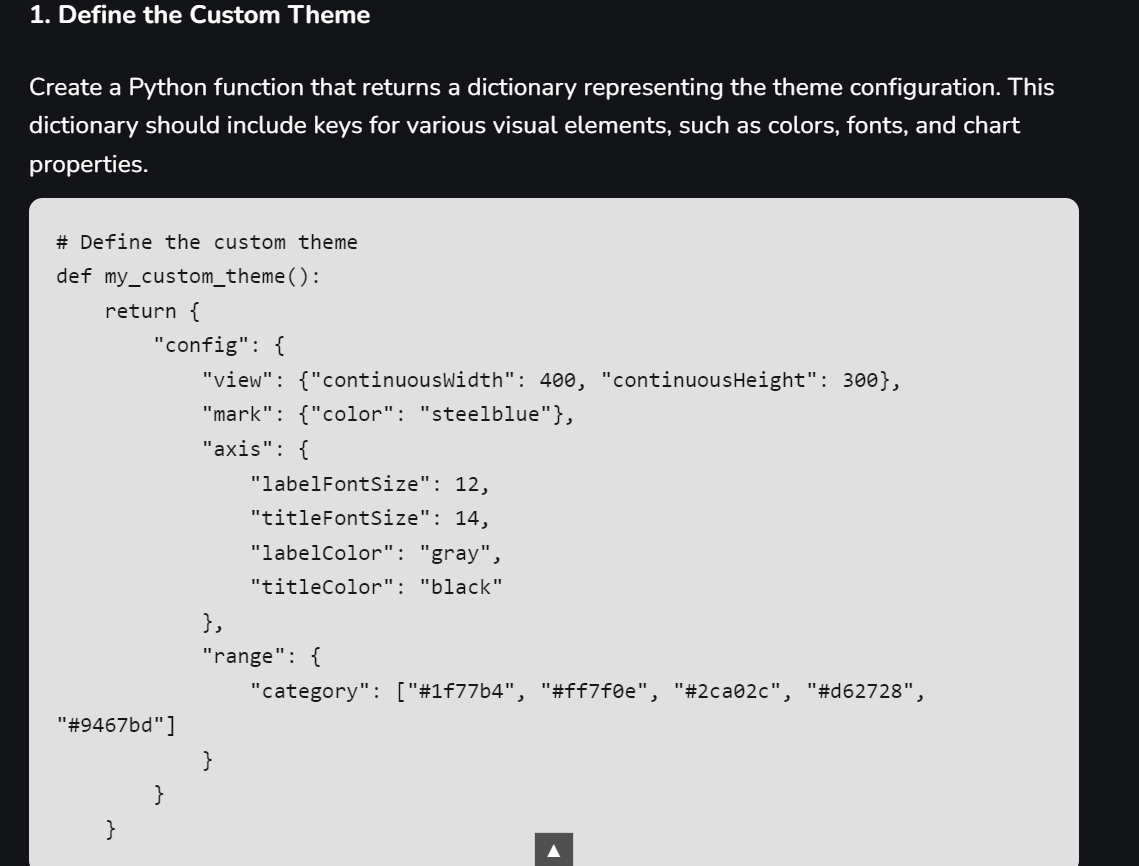 1. Define the Custom Theme
Create a Python function that returns a dictionary representing the theme configuration. This
dictionary should include keys for various visual elements, such as colors, fonts, and chart
properties.
# Define the custom theme
def my_custom_theme():
    return {
        "config": {
            "view": {"continuousWidth": 400, "continuousHeight": 300},
            "mark": {"color": "steelblue"},
            "axis": {
                "labelFontSize": 12,
                "titleFontSize": 14,
                "labelColor": "gray",
                "titleColor": "black"
            },
            "range": {
                "category": ["#1f77b4", "#ff7f0e", "#2ca02c", "#d62728",
"#9467bd"]
            }
        }
    }